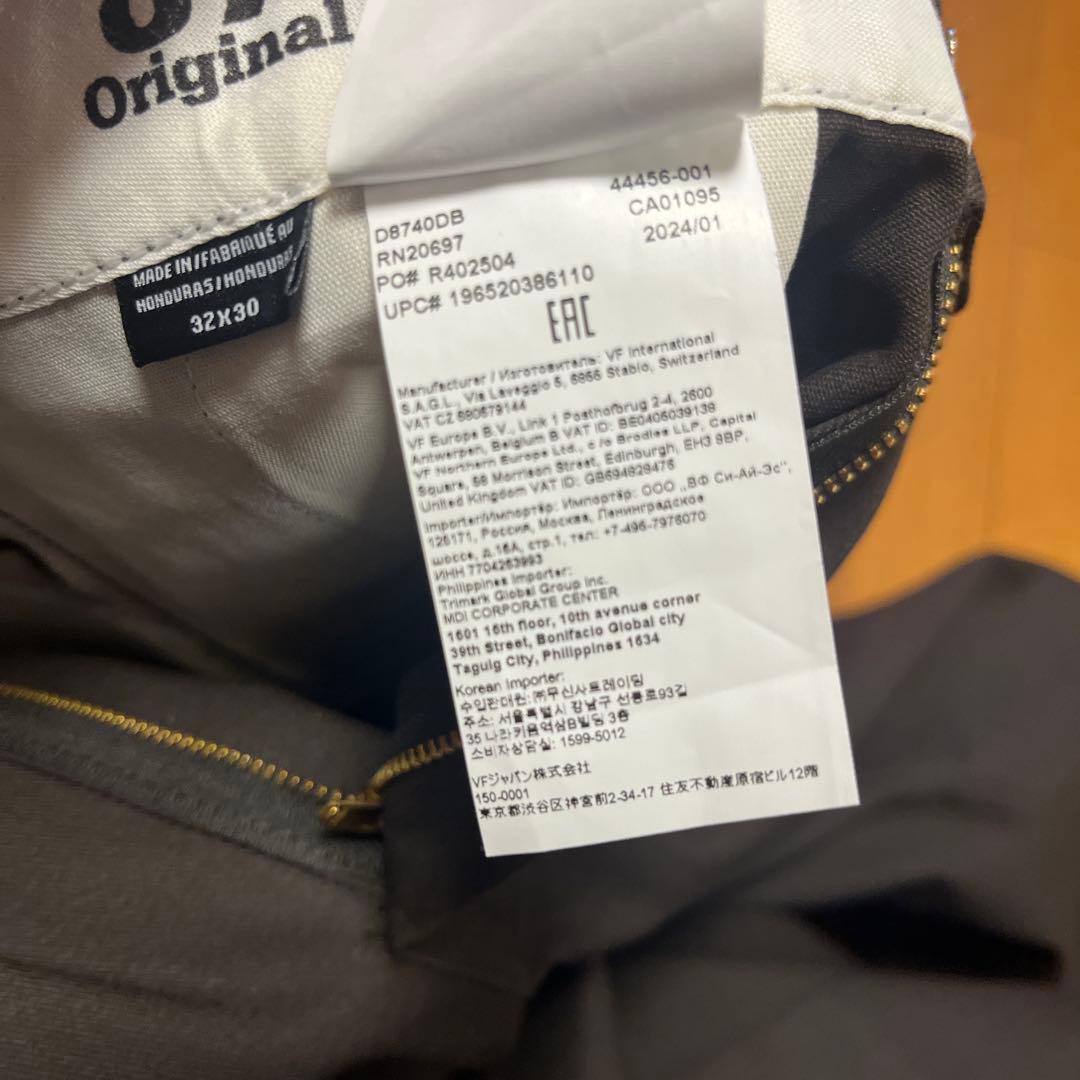 Original
MADE IN/FABRIQUÉ AU
HONDURAS/HONDURAS
32X30
D8740DB
RN20697
PO# R402504
UPC# 196520386110
44456-001
CA01095
2024/01
EAC
Manufacturer / Изготовитель: VF International
S.A.G.L., Via Laveggio 5, 6855 Stabio, Switzerland
VAT CZ 680679144
VF Europe B.V., Link 1 Posthofbrug 2-4, 2600
Antwerpen, Belgium B VAT ID: BE0406039139
VF Northern Europe Ltd., c/o Brodies LLP, Capital
Square, 58 Morrison Street, Edinburgh, EH3 8BP,
United Kingdom VAT ID: GB694828476
Importer/Импортёр: Импортёр: ООО „ВФ Си-Ай-Эс",
125171, Россия, Москва, Ленинградское
шоссе, д.16А, стр.1, тел: +7-495-7976070
ИНН 7704263993
Philippines Importer:
Trimark Global Group Inc.
MDI CORPORATE CENTER
1601 16th floor, 10th avenue corner
39th Street, Bonifacio Global city
Taguig City, Philippines 1634
Korean Importer:
수입판매원: ㈜무신사트레이딩
주소: 서울특별시 강남구 선릉로93길
35 나라키움역삼B빌딩 3층
소비자상담실: 1599-5012
VFジャパン株式会社
150-0001
東京都渋谷区神宮前2-34-17 住友不動産原宿ビル12階